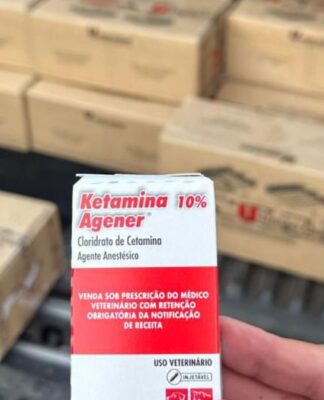 Ketamina 10%
Agener®
Cloridrato de Cetamina
Agente Anestésico
VENDA SOB PRESCRIÇÃO DO MÉDICO
VETERINÁRIO COM RETENÇÃO
OBRIGATÓRIA DA NOTIFICAÇÃO
DE RECEITA
USO VETERINÁRIO
INJETÁVEL